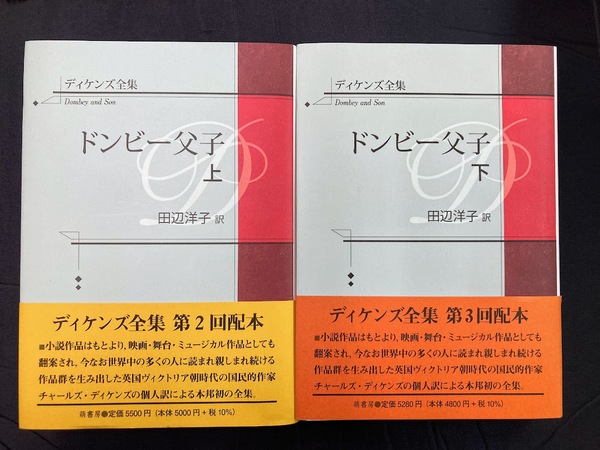 ディケンズ全集
Dombey and Son
ドンビー父子
上
田辺洋子 訳
ディケンズ全集 第2回配本
■小説作品はもとより、映画・舞台・ミュージカル作品としても
翻案され、今なお世界中の多くの人に読まれ親しまれ続ける
作品群を生み出した英国ヴィクトリア朝時代の国民的作家
チャールズ・ディケンズの個人訳による本邦初の全集。
萌書房●定価 5500円(本体 5000円+税10%)
ディケンズ全集
Dombey and Son
ドンビー父子
下
田辺洋子 訳
ディケンズ全集 第3回配本
■小説作品はもとより、映画・舞台・ミュージカル作品としても
翻案され、今なお世界中の多くの人に読まれ親しまれ続ける
作品群を生み出した英国ヴィクトリア朝時代の国民的作家
チャールズ・ディケンズの個人訳による本邦初の全集。
萌書房●定価 5280円(本体 4800円+税10%)